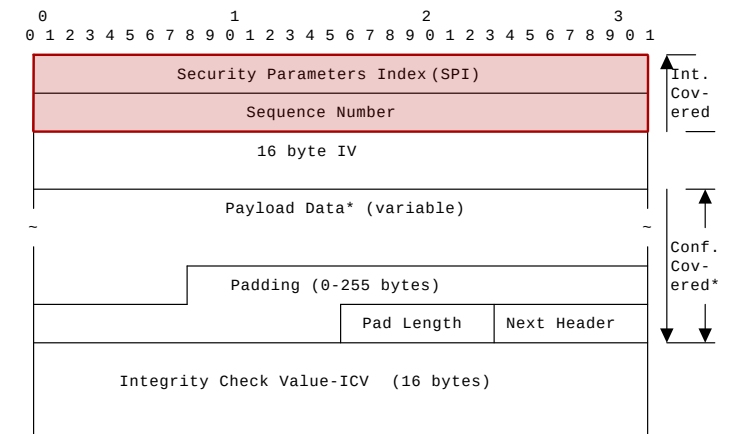 0 1 2 3
0 1 2 3 4 5 6 7 8 9 0 1 2 3 4 5 6 7 8 9 0 1 2 3 4 5 6 7 8 9 0 1
Security Parameters Index (SPI)
Int.
Cov-
ered
Sequence Number
16 byte IV
Payload Data* (variable)
~ ~
Conf.
Cov-
ered*
Padding (0-255 bytes)
Pad Length Next Header
Integrity Check Value-ICV (16 bytes)